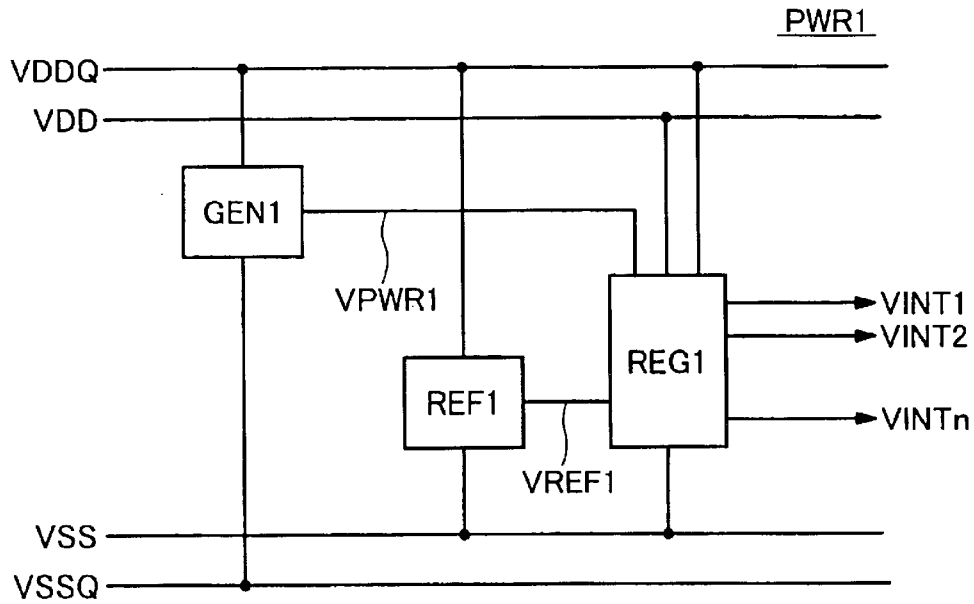 PWR1
VDDQ
VDD
GEN1
VPWR1
VINT1
VINT2
REG1
REF1
VINTn
VREF1
VSS
VSSQ